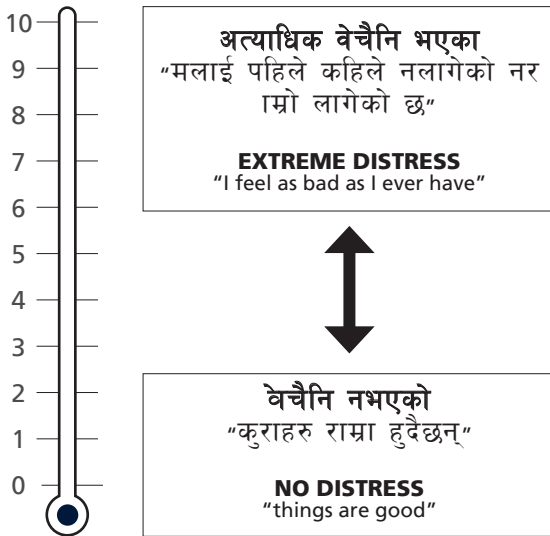 10
9
8
7
6
5
4
3
2
1
0
अत्याधिक वेचैनि भएका
“मलाई पहिले कहिले नलागेको नर
ाम्रो लागेको छ”
EXTREME DISTRESS
“I feel as bad as I ever have”
वेचैनि नभएको
“कुराहरु राम्रा हुदैछन्”
NO DISTRESS
“things are good”